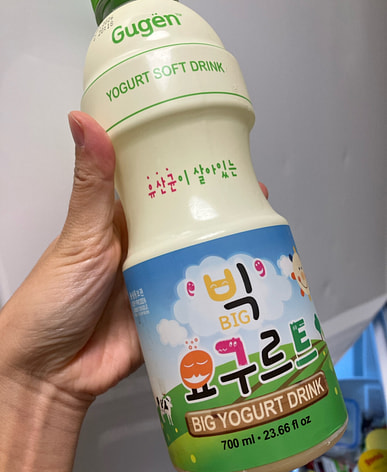 Gugen™
YOGURT SOFT DRINK
유산균이 살아있는
빅
BIG
요구르트
BIG YOGURT DRINK
700 ml • 23.66 fl oz